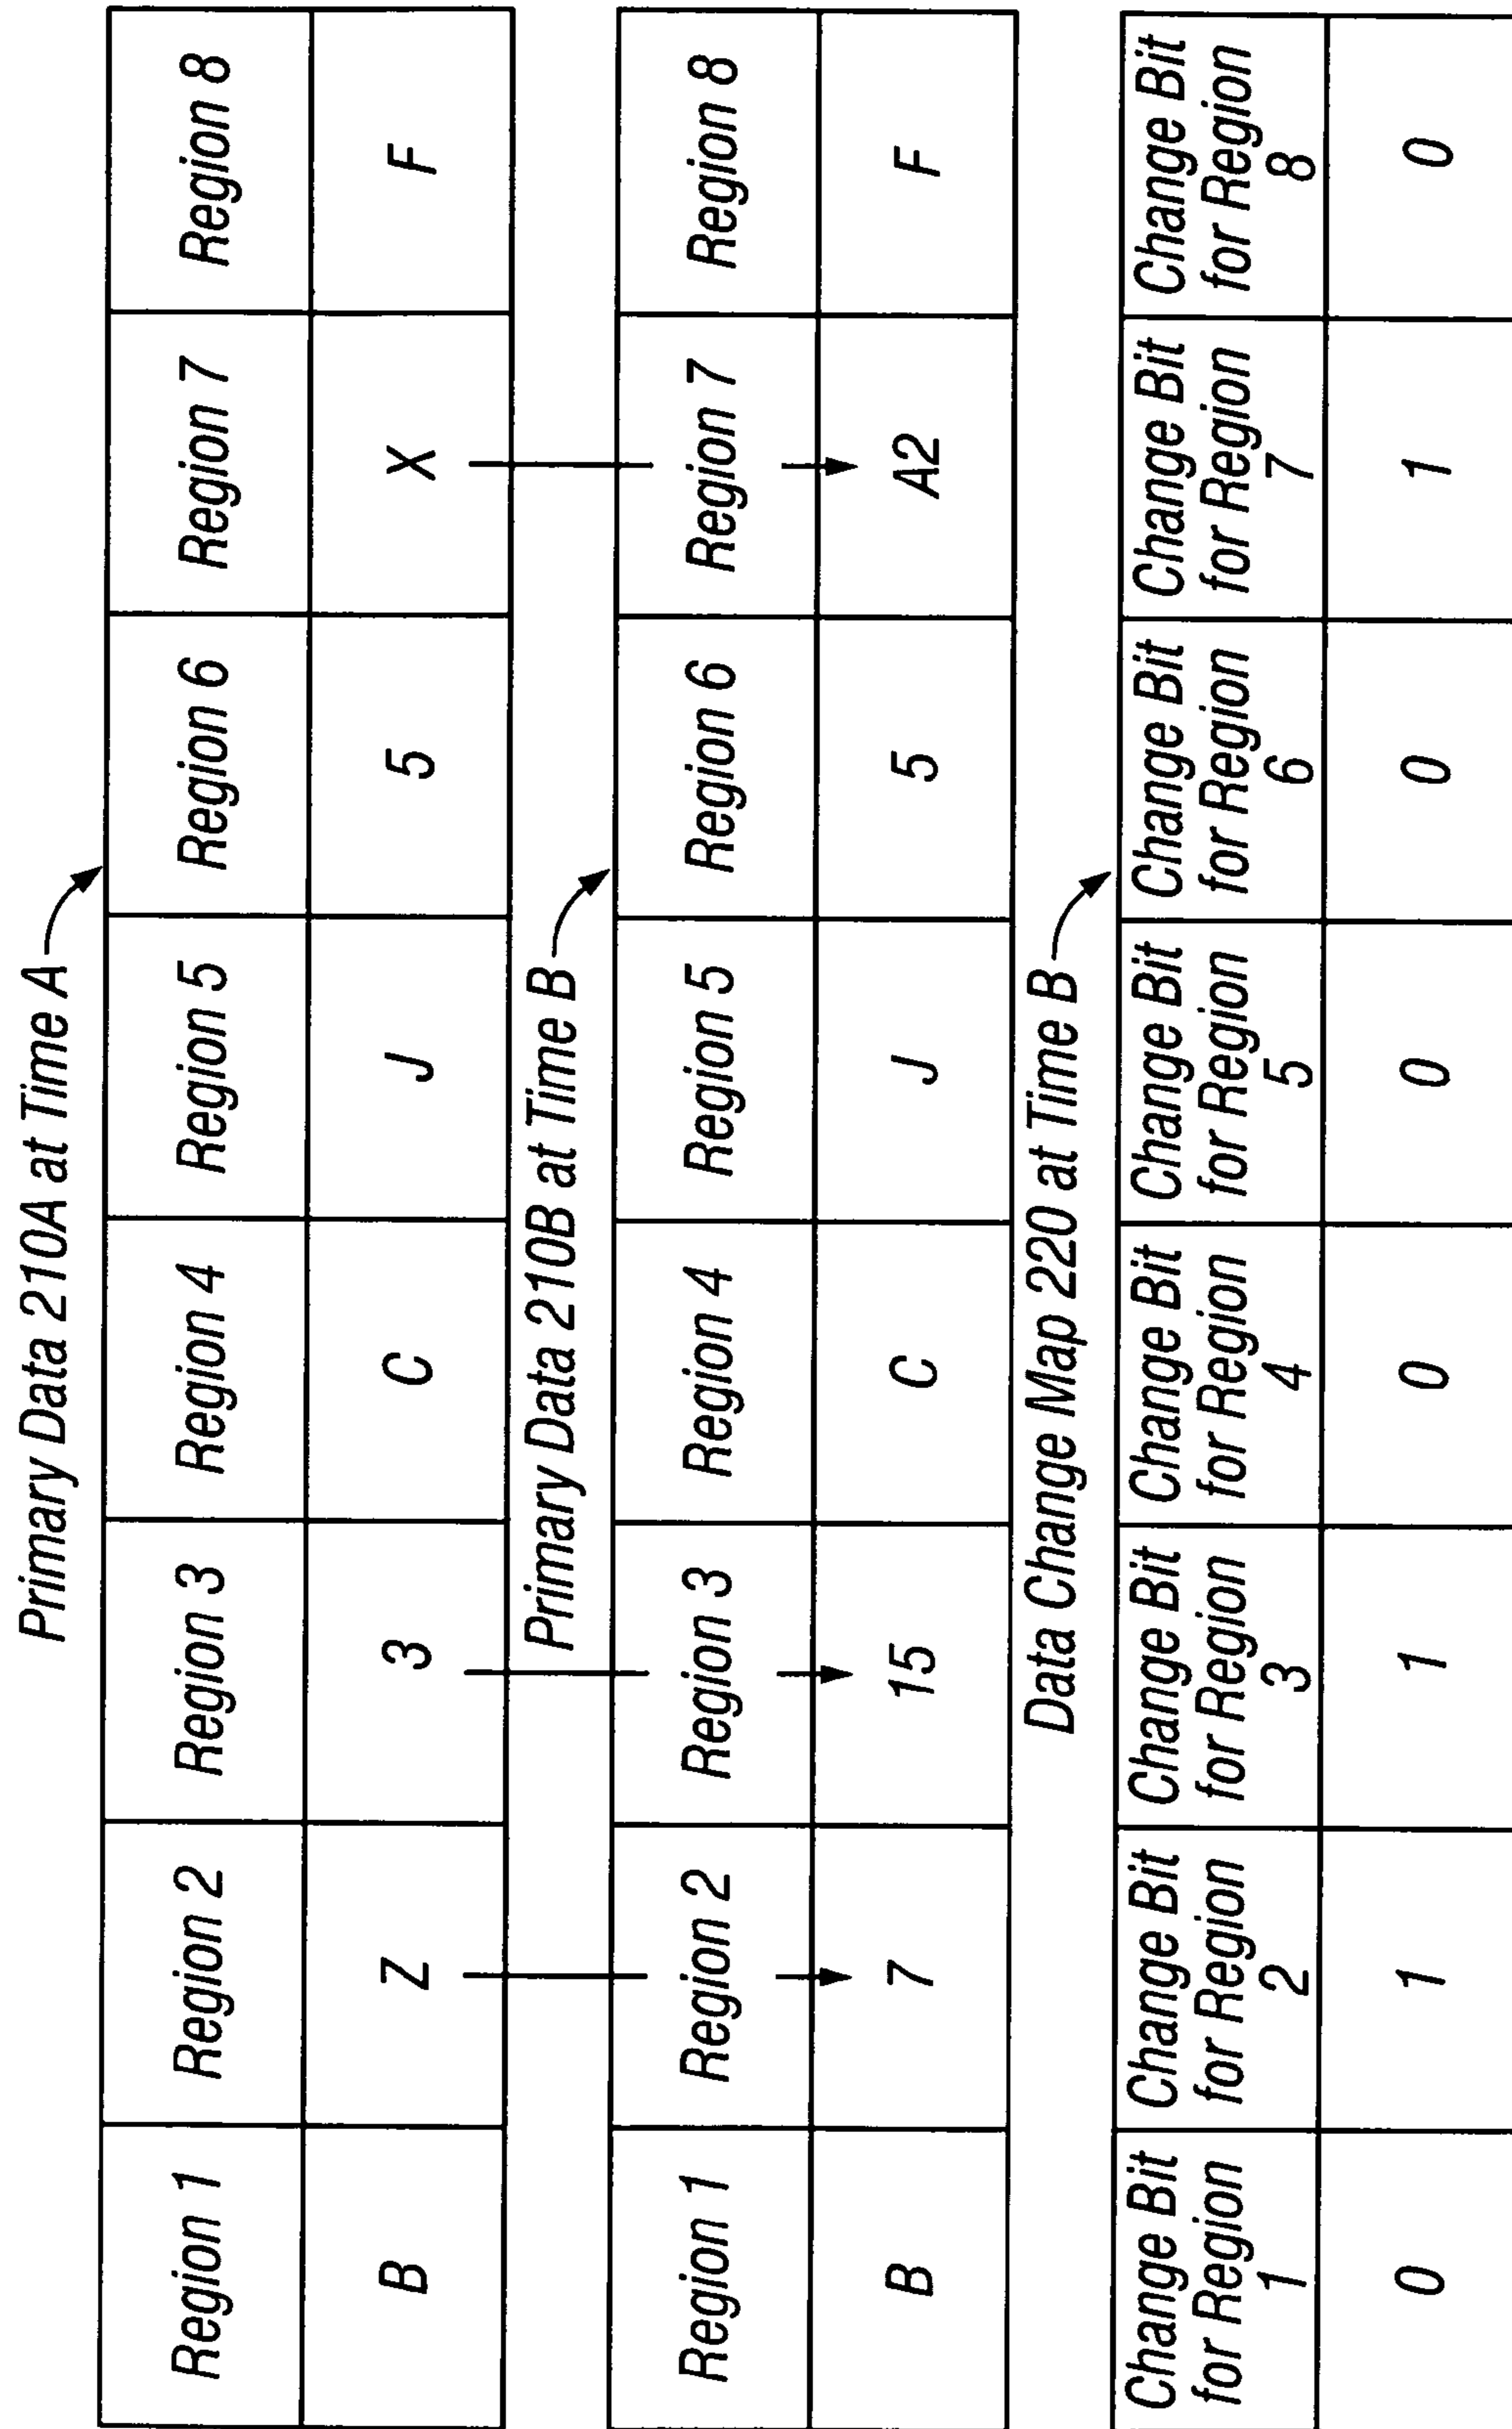 Primary Data 210A at Time A
Region 1 Region 2 Region 3 Region 4 Region 5 Region 6 Region 7 Region 8
B Z 3 C J 5 X F
Primary Data 210B at Time B
Region 1 Region 2 Region 3 Region 4 Region 5 Region 6 Region 7 Region 8
B 7 15 C J 5 A2 F
Data Change Map 220 at Time B
Change Bit Change Bit Change Bit Change Bit Change Bit Change Bit Change Bit Change Bit
for Region for Region for Region for Region for Region for Region for Region for Region
1 2 3 4 5 6 7 8
0 1 1 0 0 0 1 0